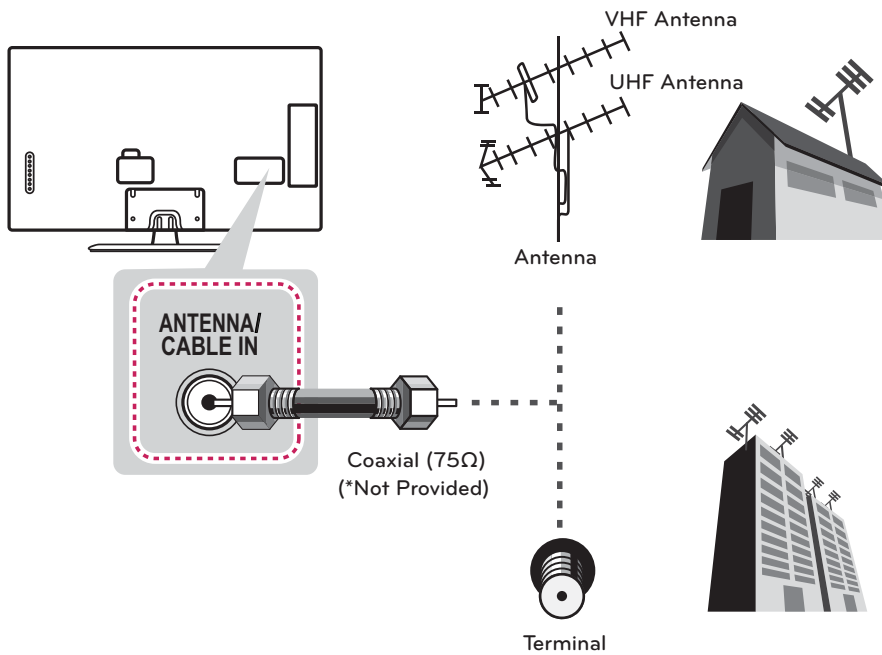 VHF Antenna
UHF Antenna
Antenna
ANTENNA/
CABLE IN
Coaxial (75Ω)
(*Not Provided)
Terminal